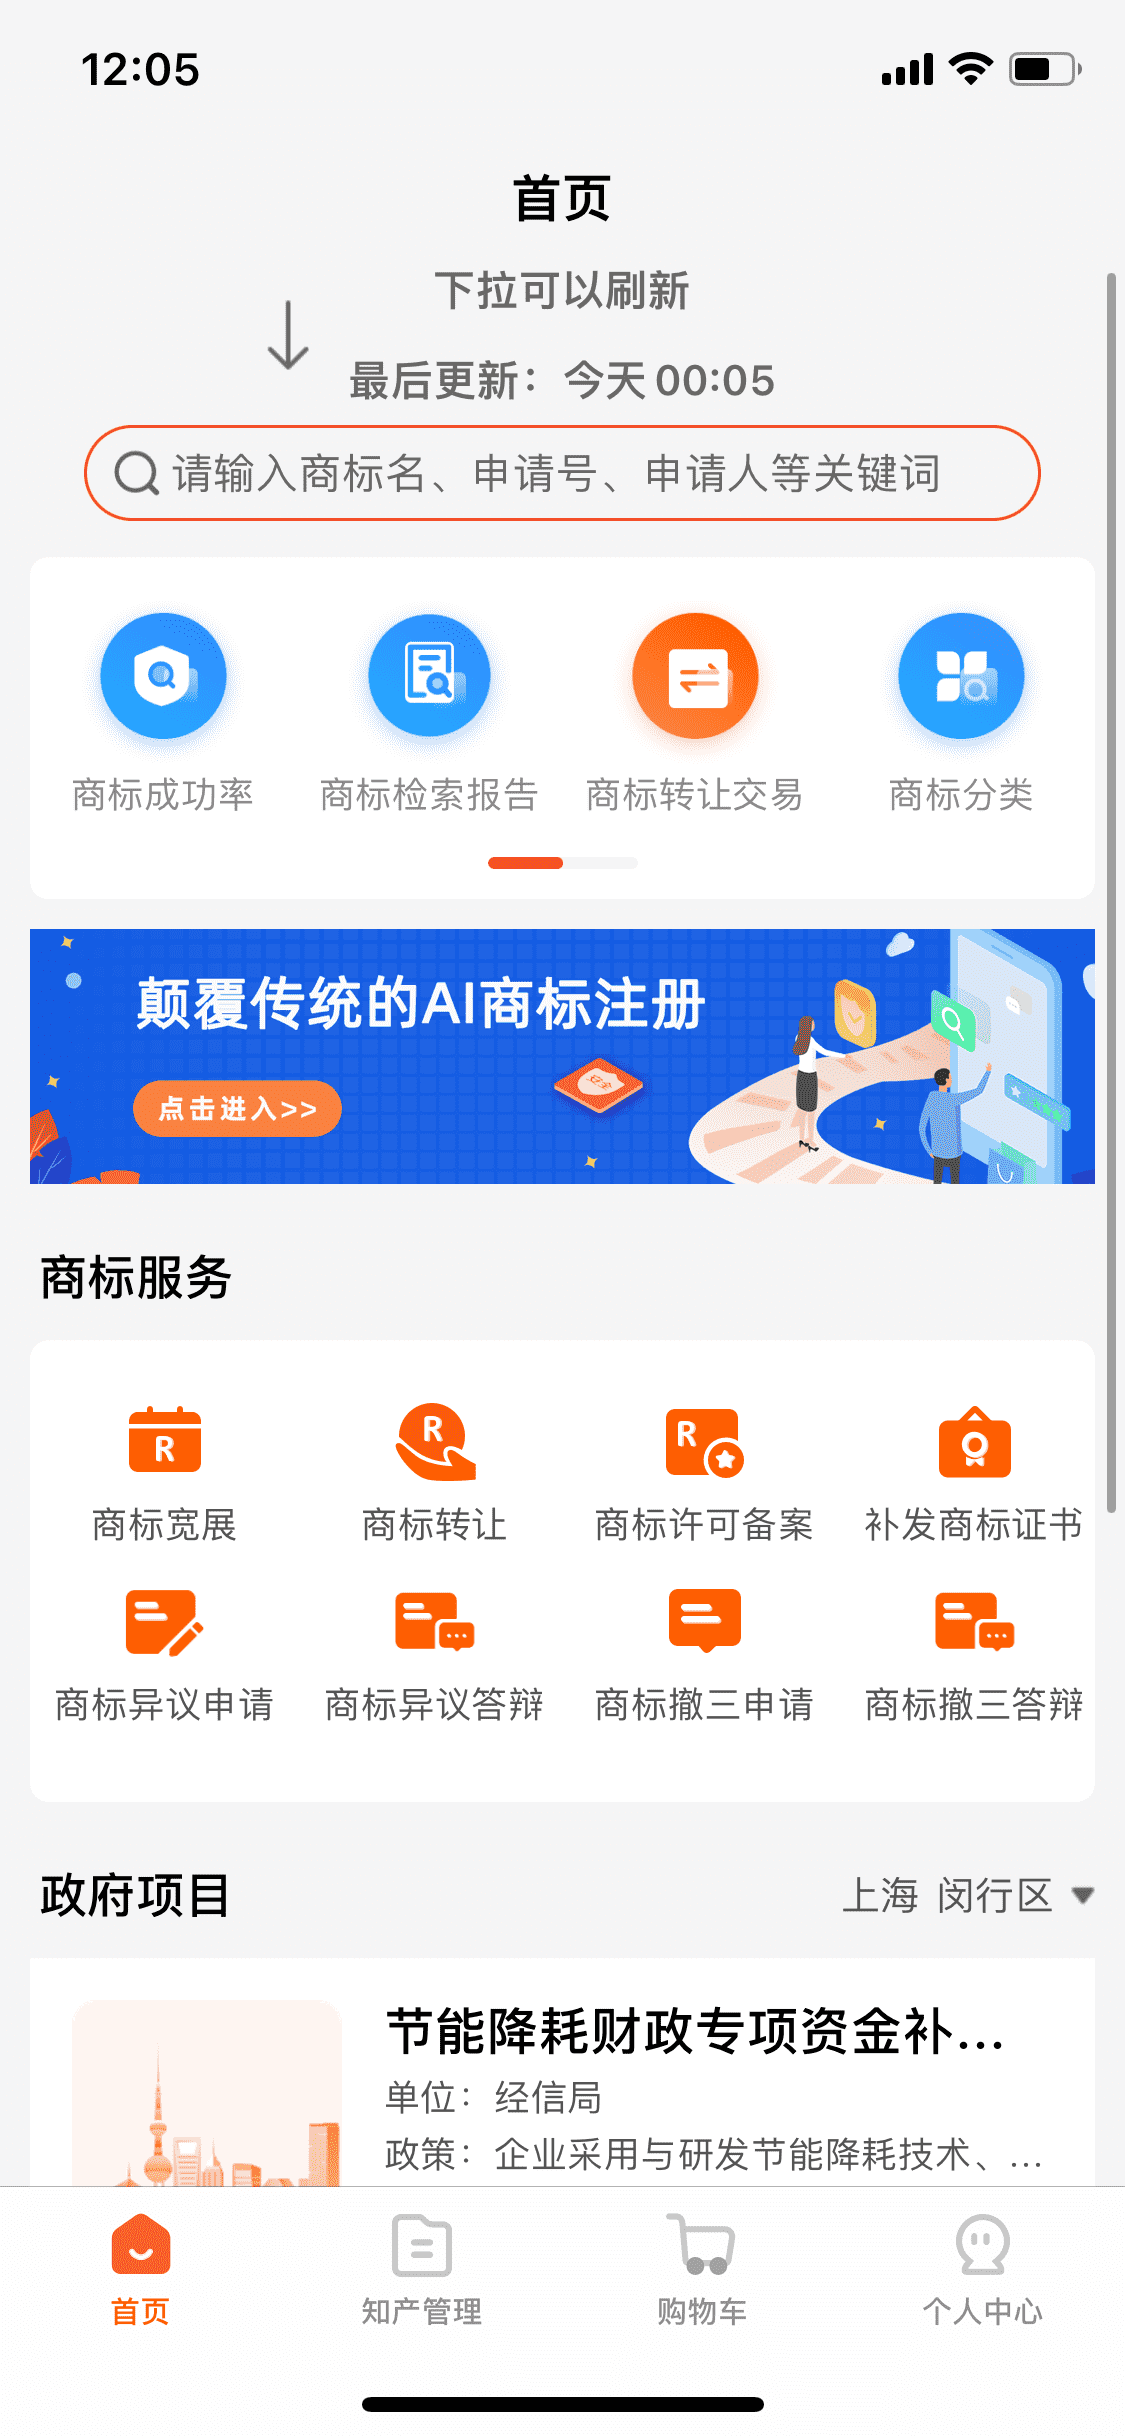 12:05
首页
下拉可以刷新
最后更新：今天 00:05
请输入商标名、申请号、申请人等关键词
商标成功率
商标检索报告
商标转让交易
商标分类
颠覆传统的AI商标注册
点击进入>>
商标服务
R
商标宽展
R
商标转让
R
商标许可备案
补发商标证书
商标异议申请
商标异议答辩
商标撤三申请
商标撤三答辩
政府项目
上海 闵行区
节能降耗财政专项资金补...
单位：经信局
政策：企业采用与研发节能降耗技术、...
首页
知产管理
购物车
个人中心